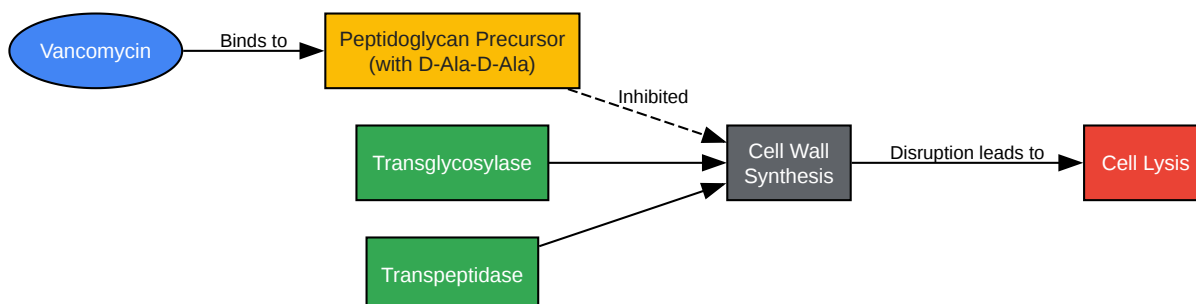 Vancomycin
Binds to
Peptidoglycan Precursor
(with D-Ala-D-Ala)
Inhibited
Transglycosylase
Cell Wall
Synthesis
Disruption leads to
Cell Lysis
Transpeptidase